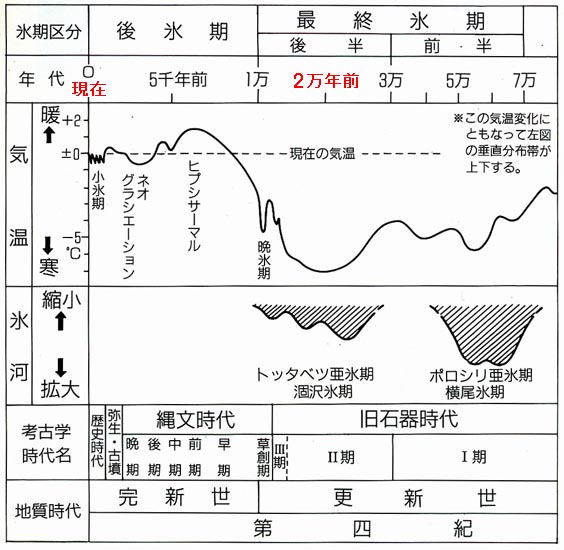 氷期区分
後氷期
最終氷期
後半
前半
年代
0
現在
5千年前
1万
2万年前
3万
5万
7万
気温
暖
寒
+2
±0
−5
℃
現在の気温
※この気温変化に
ともなって左図
の垂直分布帯が
上下する。
小氷期
ネオ
グラシエーション
ヒプシサーマル
晩氷期
氷河
縮小
拡大
トッタベツ亜氷期
涸沢氷期
ポロシリ亜氷期
横尾氷期
考古学
時代名
歴史時代
弥生・古墳
縄文時代
晩期
後期
中期
前期
早期
草創期
旧石器時代
Ⅲ期
Ⅱ期
Ⅰ期
地質時代
完新世
更新世
第四紀